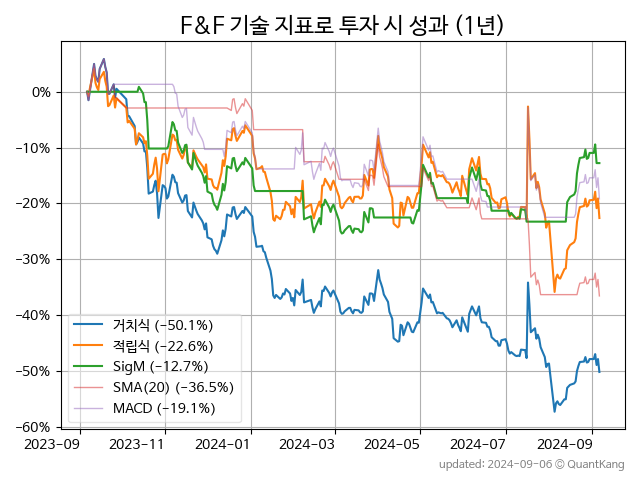 F&F 기술 지표로 투자 시 성과 (1년)
0%
−10%
−20%
−30%
−40%
−50%
−60%
거치식 (−50.1%)
적립식 (−22.6%)
SigM (−12.7%)
SMA(20) (−36.5%)
MACD (−19.1%)
2023-09 2023-11 2024-01 2024-03 2024-05 2024-07 2024-09
updated: 2024-09-06 © QuantKang